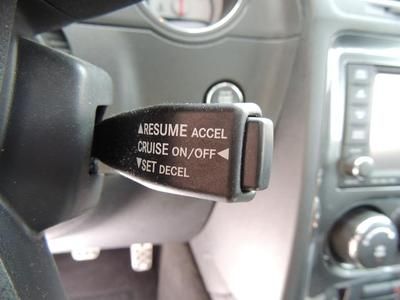 ▲RESUME ACCEL
CRUISE ON/OFF◀
▼SET DECEL